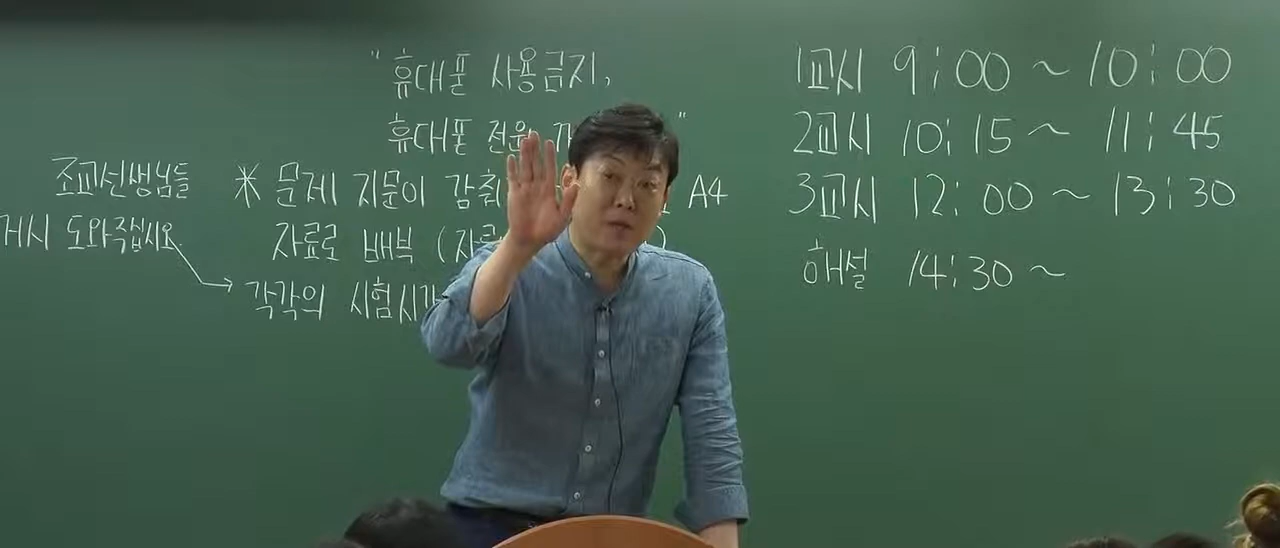 "휴대폰 사용금지,
휴대폰 전원 "
조교선생님들
거시 도와주십시오
* 문제 지문이 감춰 A4
자료로 배부 ( )
각각의 시험시간
1교시 9:00 ~ 10:00
2교시 10:15 ~ 11:45
3교시 12:00 ~ 13:30
해설 14:30 ~